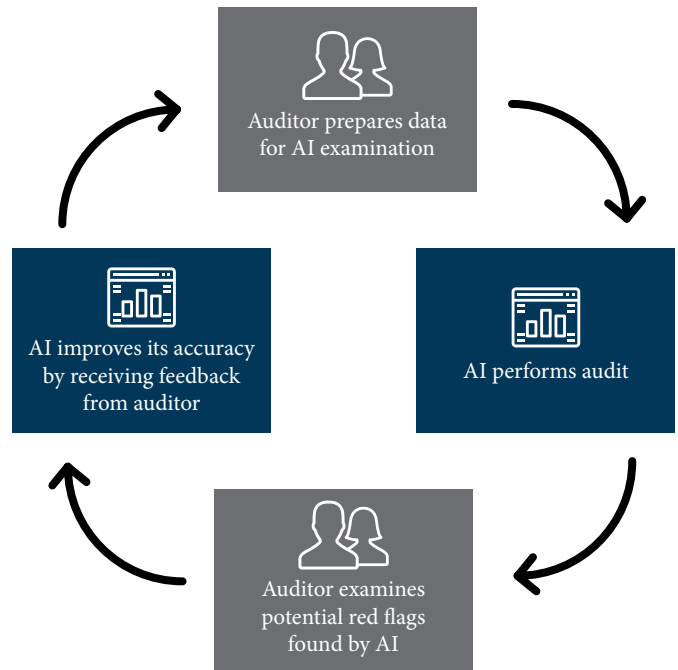 Auditor prepares data
for AI examination
AI performs audit
Auditor examines
potential red flags
found by AI
AI improves its accuracy
by receiving feedback
from auditor